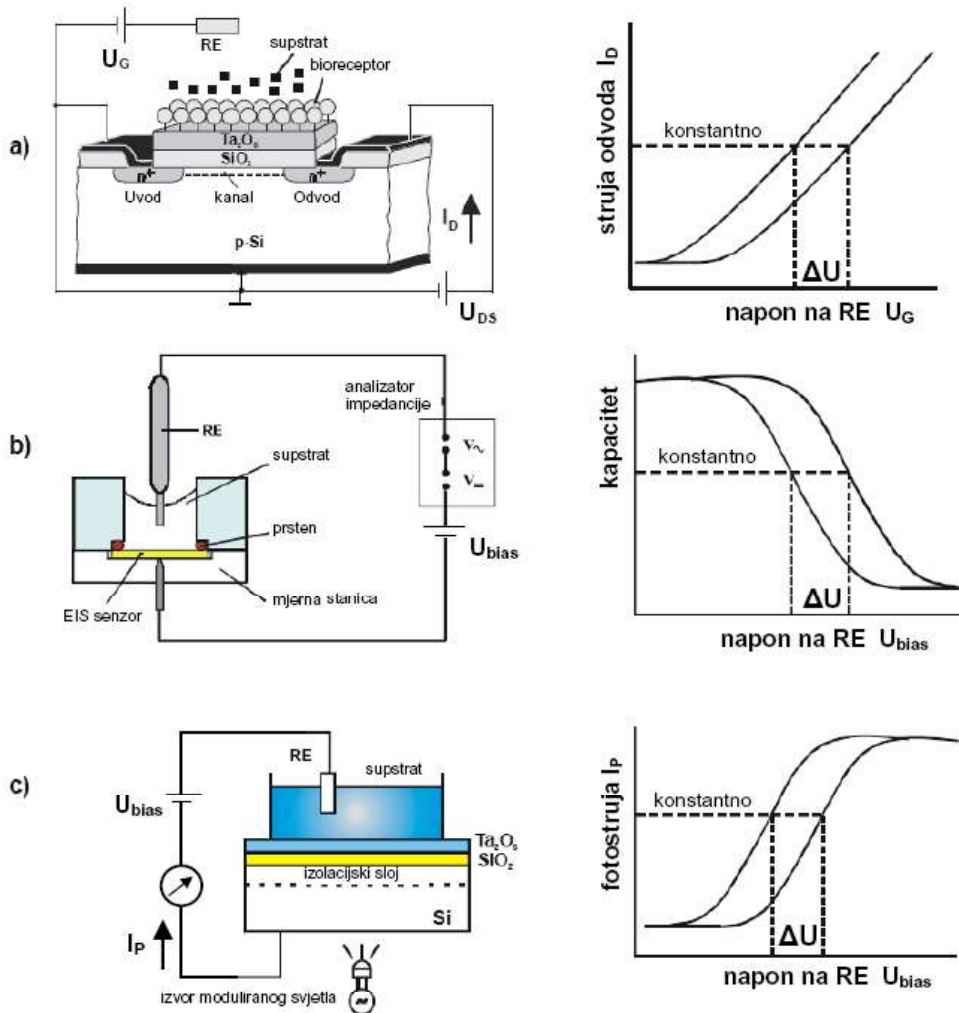 a)
U_G
RE
supstrat
bioreceptor
Ta₂O₅
SiO₂
n⁺
n⁺
Uvod
kanal
Odvod
I_D
p-Si
U_DS
struja odvoda I_D
konstantno
ΔU
napon na RE U_G
b)
RE
analizator
impedancije
V~
V=
supstrat
prsten
U_bias
mjerna stanica
EIS senzor
kapacitet
konstantno
ΔU
napon na RE U_bias
c)
RE
supstrat
U_bias
Ta₂O₅
SiO₂
izolacijski sloj
Si
I_P
izvor moduliranog svjetla
fotostruja I_P
konstantno
ΔU
napon na RE U_bias